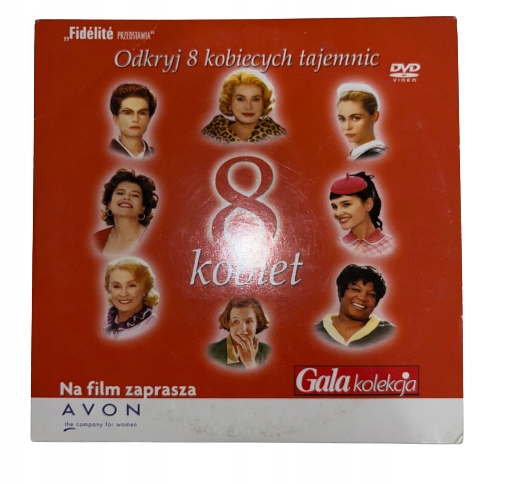 „Fidélité PRZEDSTAWIA"
Odkryj 8 kobiecych tajemnic
DVD
VIDEO
8
kobiet
Na film zaprasza
Gala kolekcja
AVON
the company for women